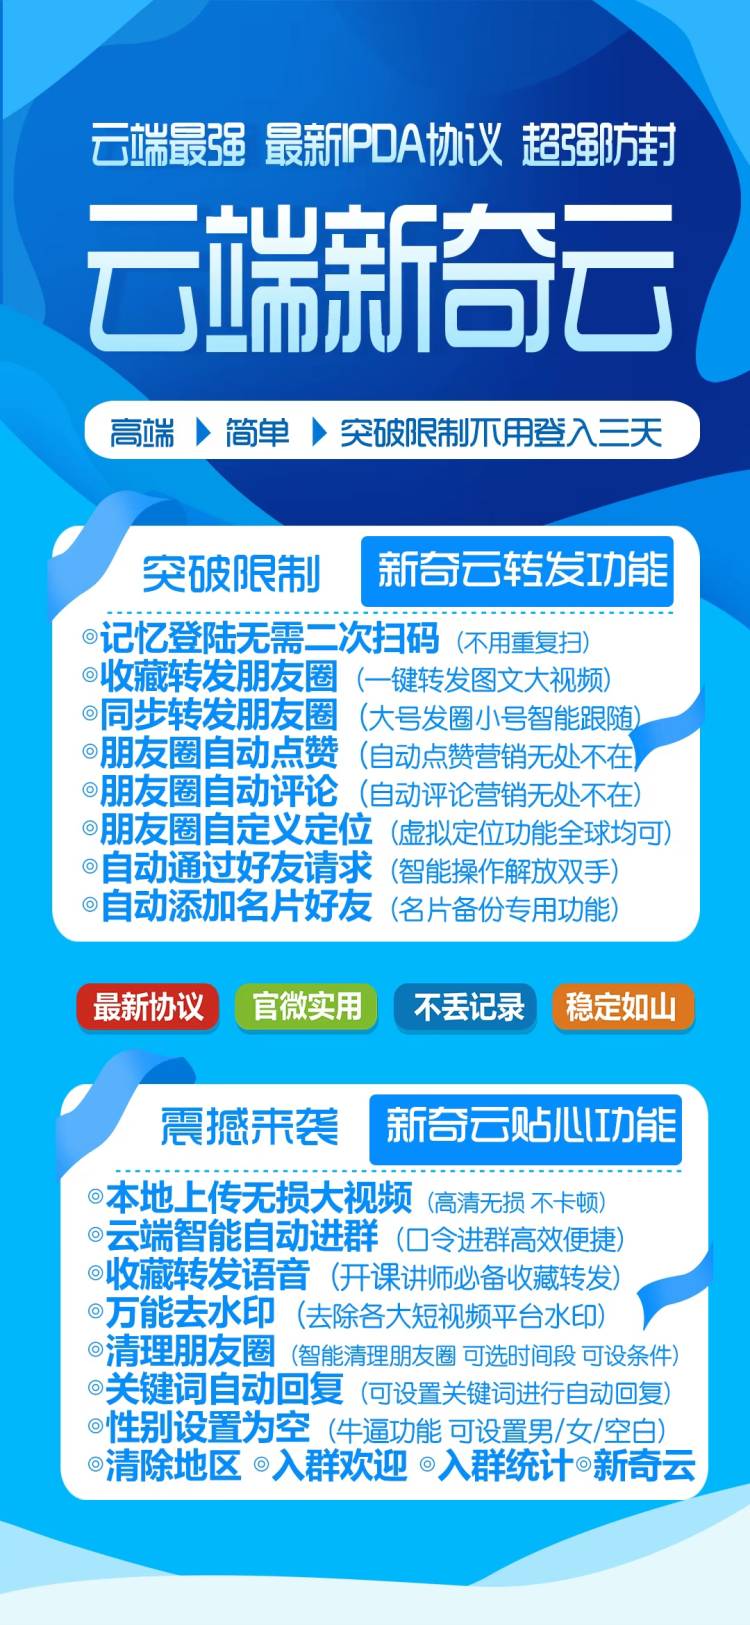 云端最强 最新IPDA协议 超强防封
云端新奇云
高端 ▶ 简单 ▶ 突破限制不用登入三天
突破限制 新奇云转发功能
◎记忆登陆无需二次扫码（不用重复扫）
◎收藏转发朋友圈（一键转发图文大视频）
◎同步转发朋友圈（大号发圈小号智能跟随）
◎朋友圈自动点赞（自动点赞营销无处不在）
◎朋友圈自动评论（自动评论营销无处不在）
◎朋友圈自定义定位（虚拟定位功能全球均可）
◎自动通过好友请求（智能操作解放双手）
◎自动添加名片好友（名片备份专用功能）
最新协议 官微实用 不丢记录 稳定如山
震撼来袭 新奇云贴心功能
◎本地上传无损大视频（高清无损 不卡顿）
◎云端智能自动进群（口令进群高效便捷）
◎收藏转发语音（开课讲师必备收藏转发）
◎万能去水印（去除各大短视频平台水印）
◎清理朋友圈（智能清理朋友圈 可选时间段 可设条件）
◎关键词自动回复（可设置关键词进行自动回复）
◎性别设置为空（牛逼功能 可设置男/女/空白）
◎清除地区 ◎入群欢迎 ◎入群统计◎新奇云